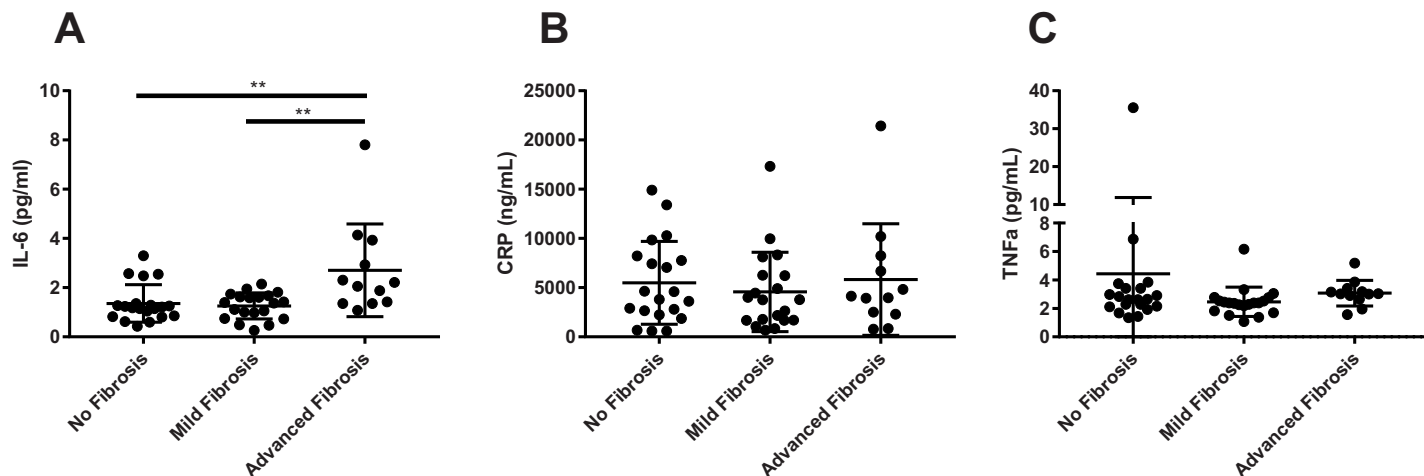 A
B
C
**
**
IL-6 (pg/ml)
10
8
6
4
2
0
No Fibrosis
Mild Fibrosis
Advanced Fibrosis
CRP (ng/mL)
25000
20000
15000
10000
5000
0
No Fibrosis
Mild Fibrosis
Advanced Fibrosis
TNFa (pg/mL)
40
30
20
10
8
6
4
2
0
No Fibrosis
Mild Fibrosis
Advanced Fibrosis